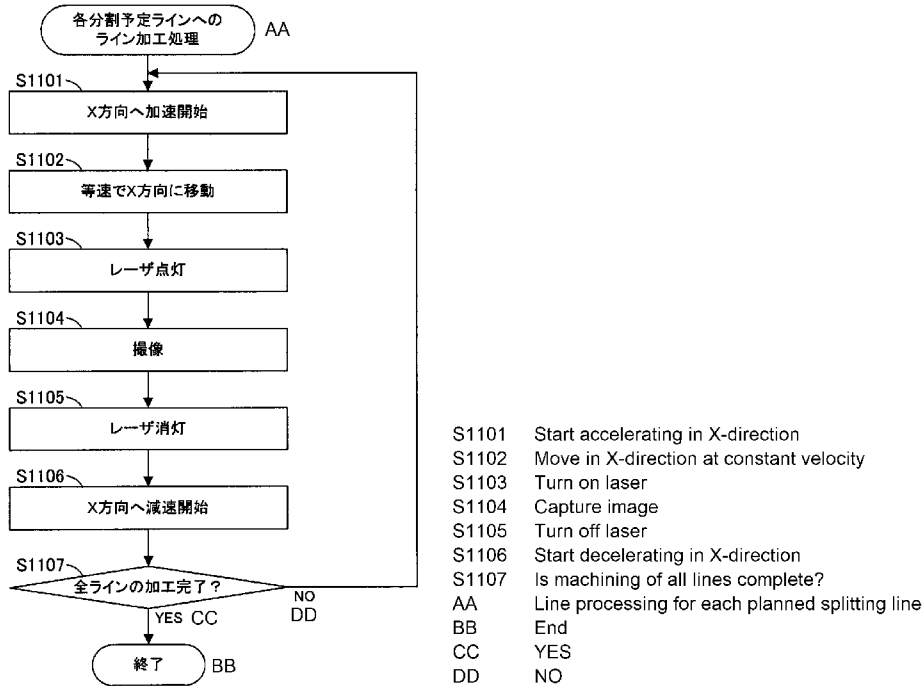 各分割予定ラインへの
ライン加工処理
AA
S1101
X方向へ加速開始
S1102
等速でX方向に移動
S1103
レーザ点灯
S1104
撮像
S1105
レーザ消灯
S1106
X方向へ減速開始
S1107
全ラインの加工完了?
NO
DD
YES CC
終了
BB
S1101 Start accelerating in X-direction
S1102 Move in X-direction at constant velocity
S1103 Turn on laser
S1104 Capture image
S1105 Turn off laser
S1106 Start decelerating in X-direction
S1107 Is machining of all lines complete?
AA Line processing for each planned splitting line
BB End
CC YES
DD NO